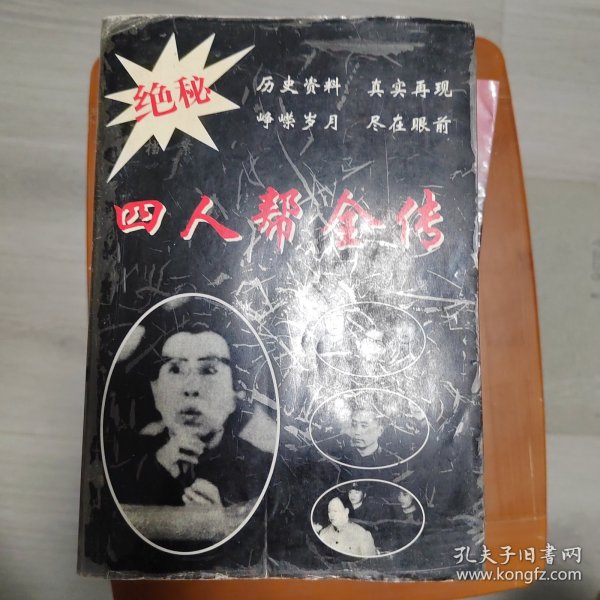 绝秘
历史资料 真实再现
峥嵘岁月 尽在眼前
四人帮全传
孔夫子旧书网
www.kongfz.com